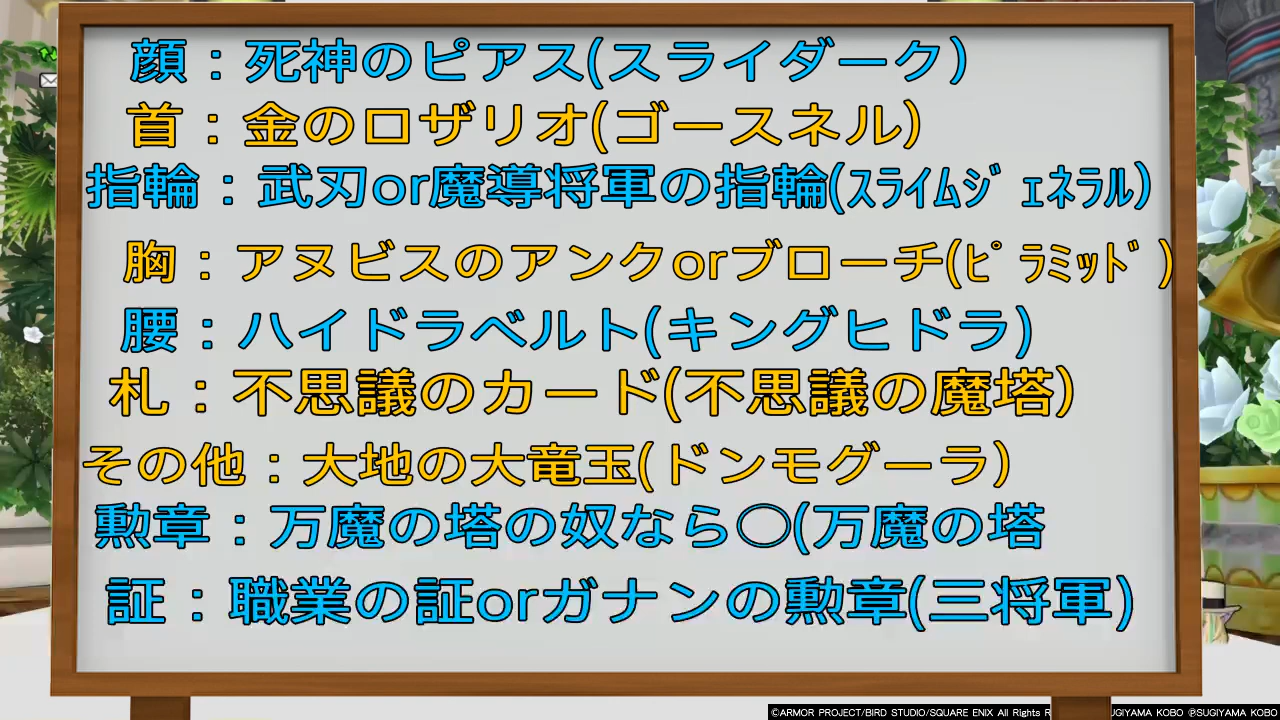 顔：死神のピアス(スライダーク)
首：金のロザリオ(ゴースネル)
指輪：武刃or魔導将軍の指輪(ｽﾗｲﾑｼﾞｪﾈﾗﾙ)
胸：アヌビスのアンクorブローチ(ﾋﾟﾗﾐｯﾄﾞ)
腰：ハイドラベルト(キングヒドラ)
札：不思議のカード(不思議の魔塔)
その他：大地の大竜玉(ドンモグーラ)
勲章：万魔の塔の奴なら○(万魔の塔
証：職業の証orガナンの勲章(三将軍)
©ARMOR PROJECT/BIRD STUDIO/SQUARE ENIX All Rights R UGIYAMA KOBO ℗SUGIYAMA KOBO